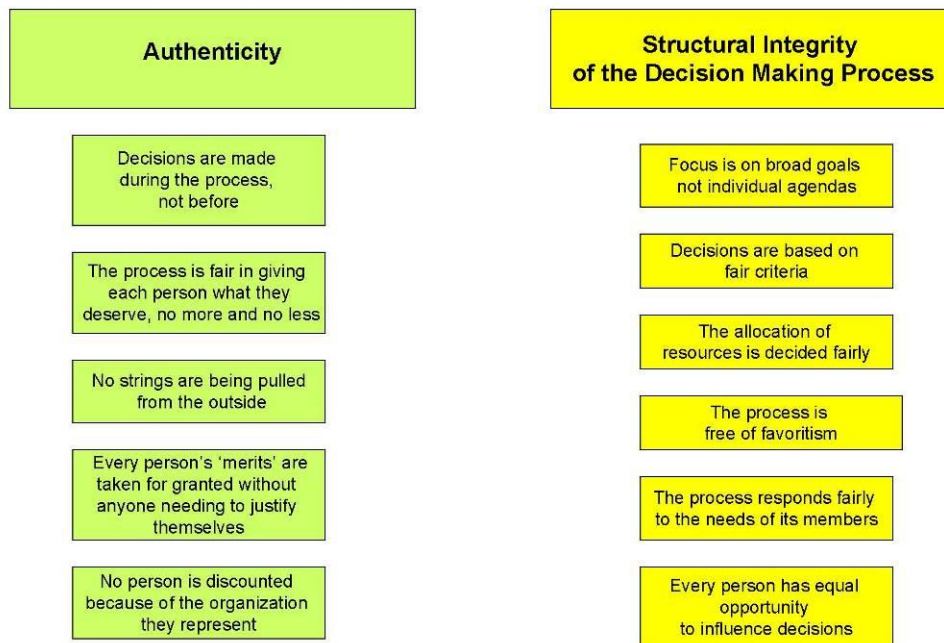 Authenticity
Decisions are made
during the process,
not before
The process is fair in giving
each person what they
deserve, no more and no less
No strings are being pulled
from the outside
Every person's ‘merits’ are
taken for granted without
anyone needing to justify
themselves
No person is discounted
because of the organization
they represent
Structural Integrity
of the Decision Making Process
Focus is on broad goals
not individual agendas
Decisions are based on
fair criteria
The allocation of
resources is decided fairly
The process is
free of favoritism
The process responds fairly
to the needs of its members
Every person has equal
opportunity
to influence decisions